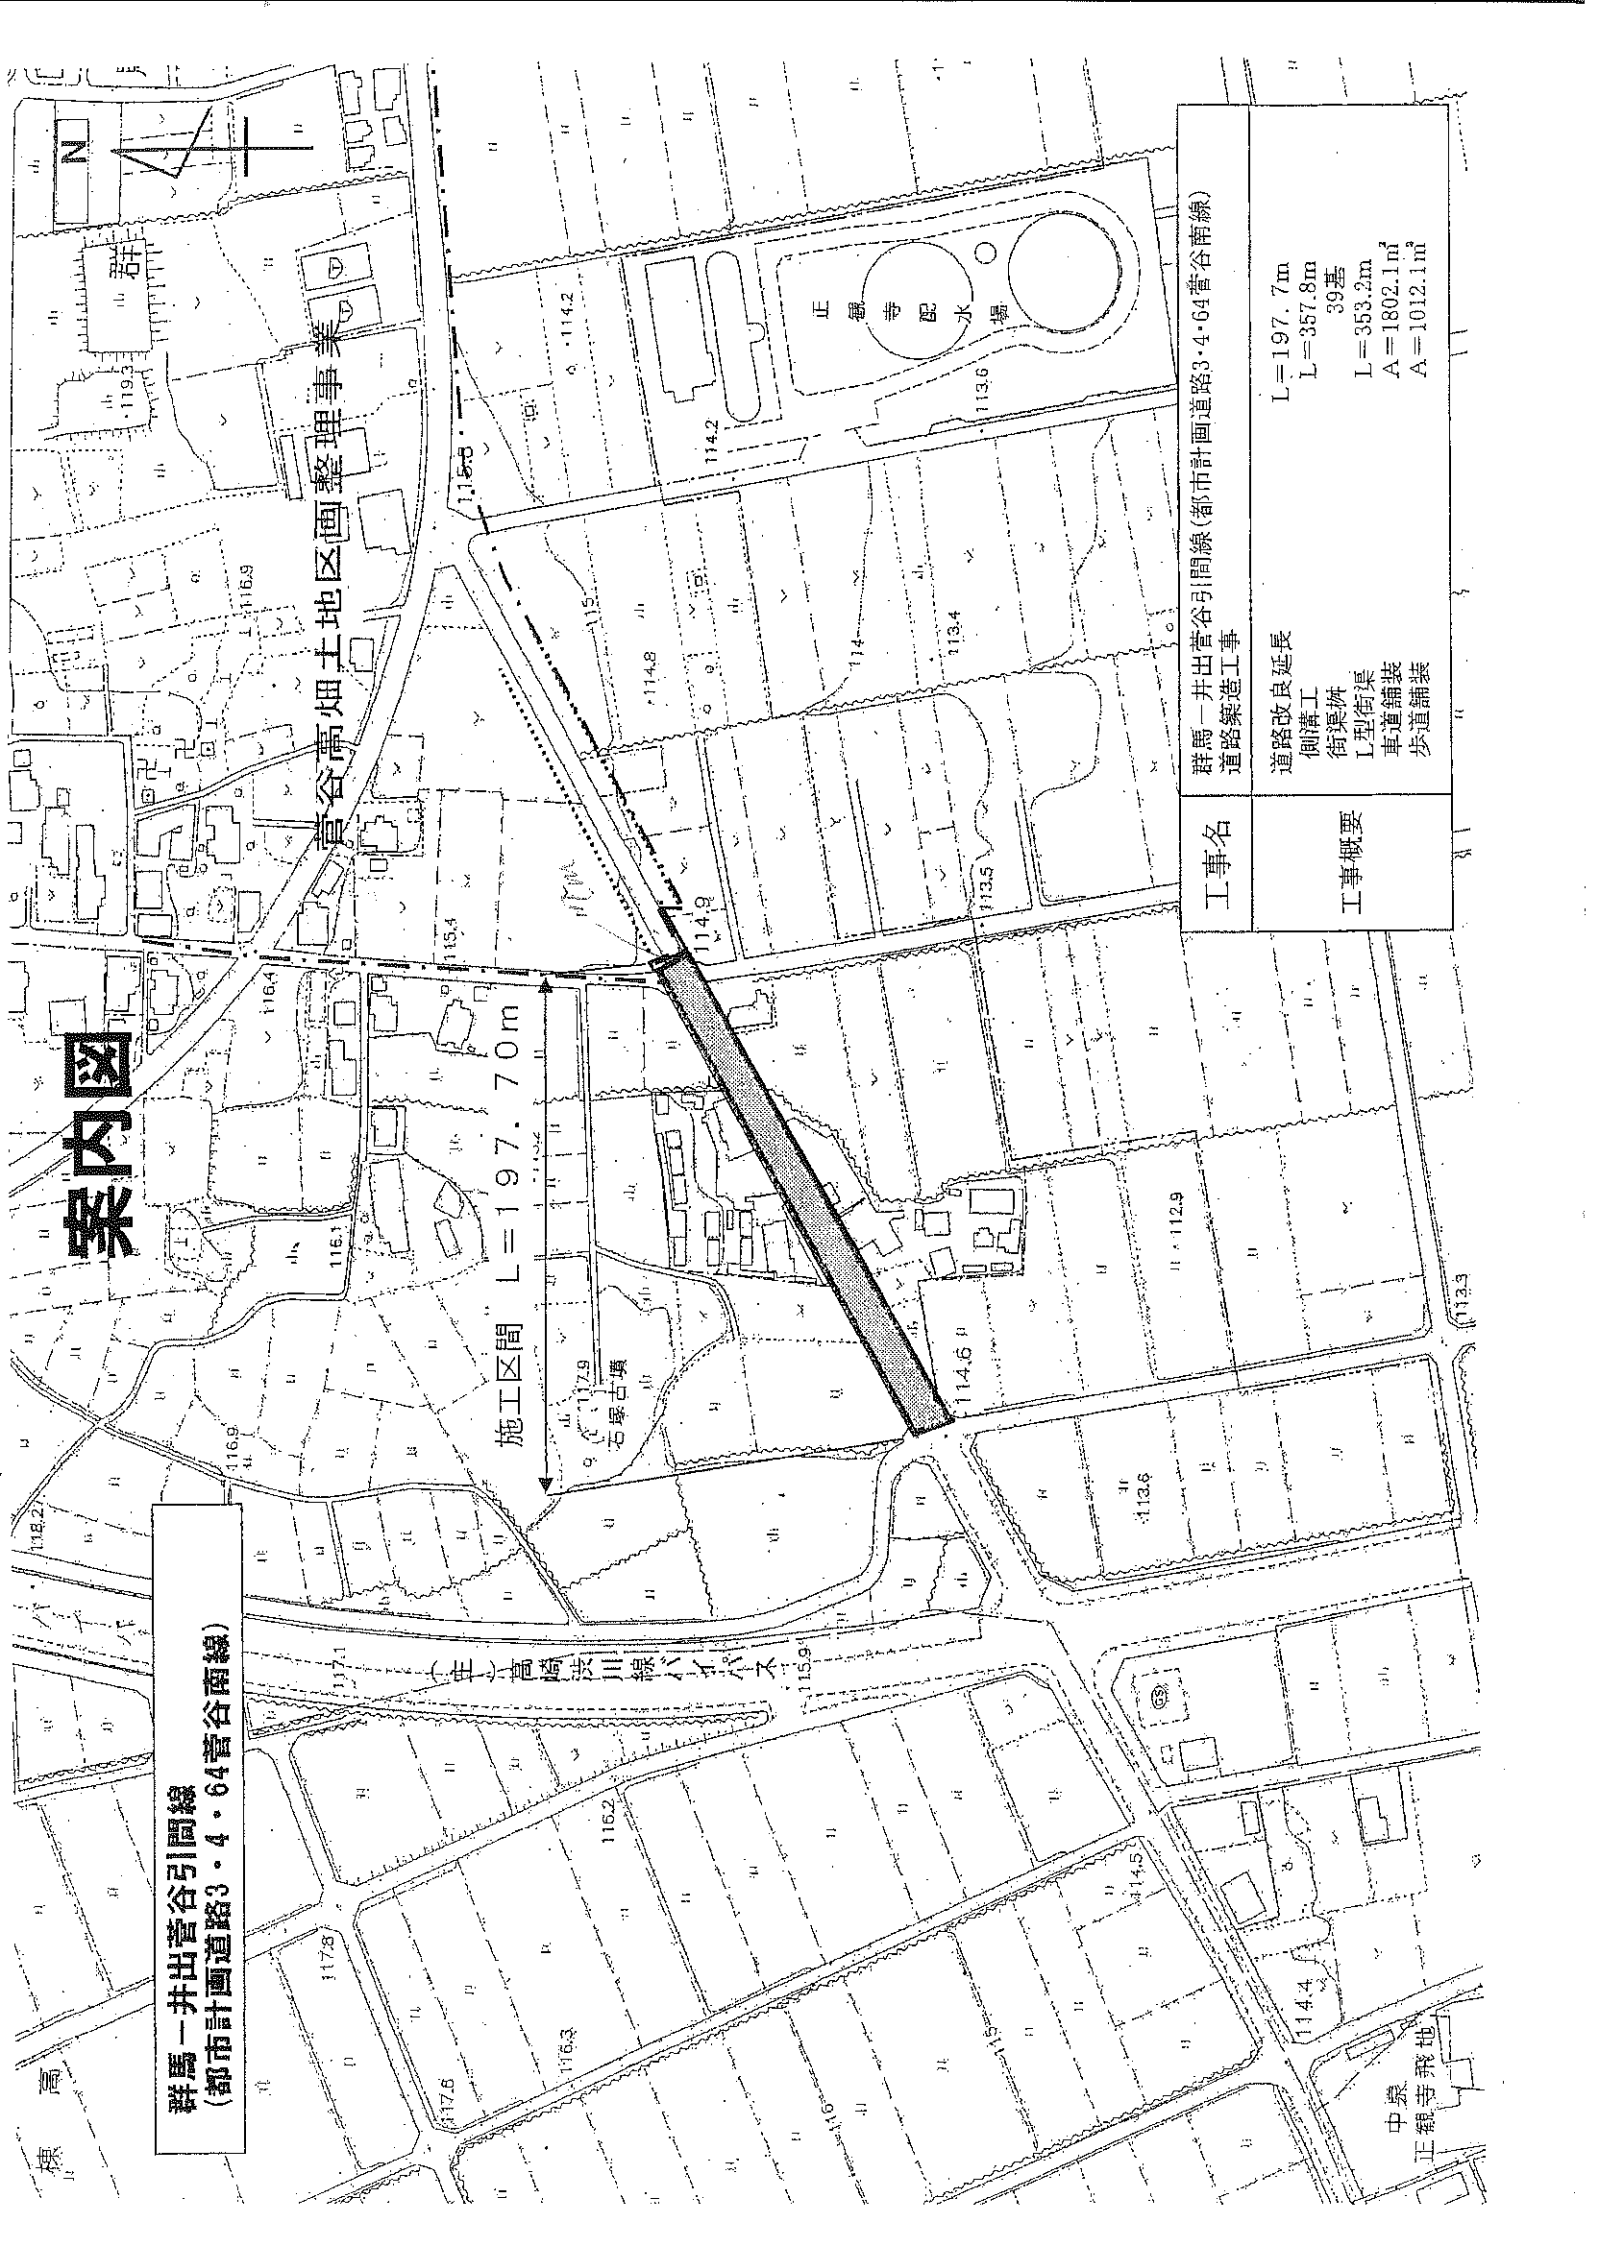 案内図
群馬一井出菅谷引間線
(都市計画道路3・4・64菅谷南線)
N
群
菅谷高畑土地区画整理事業
施工区間 L=197.70m
石塚古墳
(主)高崎渋川線バイパス
正観寺配水場
棟高
中泉
正観寺飛地
GS
118.2
116.9
117.9
116.1
116.4
116.9
119.3
115.4
117.1
115.9
117.8
117.6
116.3
116.2
116
115
114.5
114.4
113.6
113.3
112.9
114.6
114.9
113.5
113.4
114
114.8
115
114.2
114.2
113.6
工事名
群馬一井出菅谷引間線(都市計画道路3・4・64菅谷南線)
道路築造工事
工事概要
道路改良延長 L=197.7m
側溝工 L=357.8m
街渠桝 39基
L型街渠 L=353.2m
車道舗装 A=1802.1㎡
歩道舗装 A=1012.1㎡